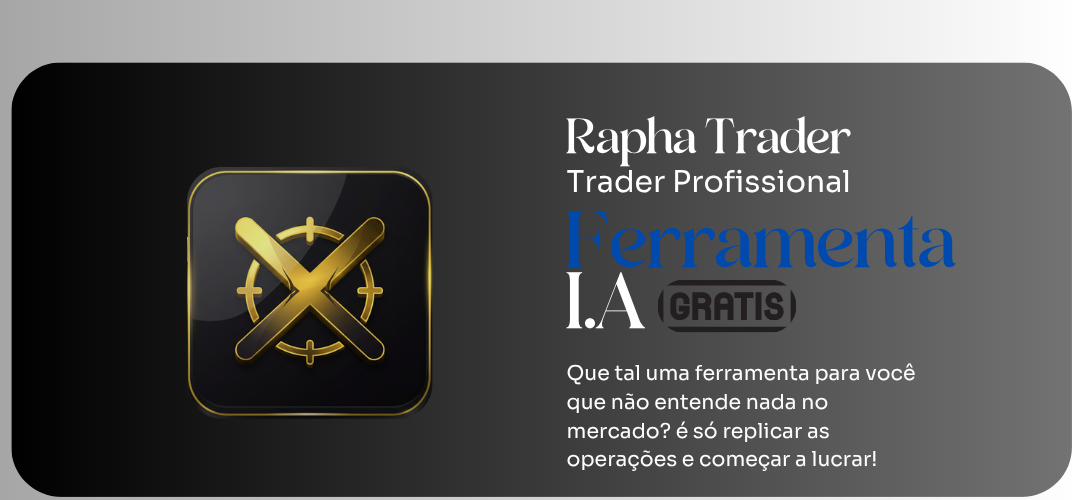 Rapha Trader
Trader Profissional
Ferramenta
I.A GRATIS
Que tal uma ferramenta para você
que não entende nada no
mercado? é só replicar as
operações e começar a lucrar!